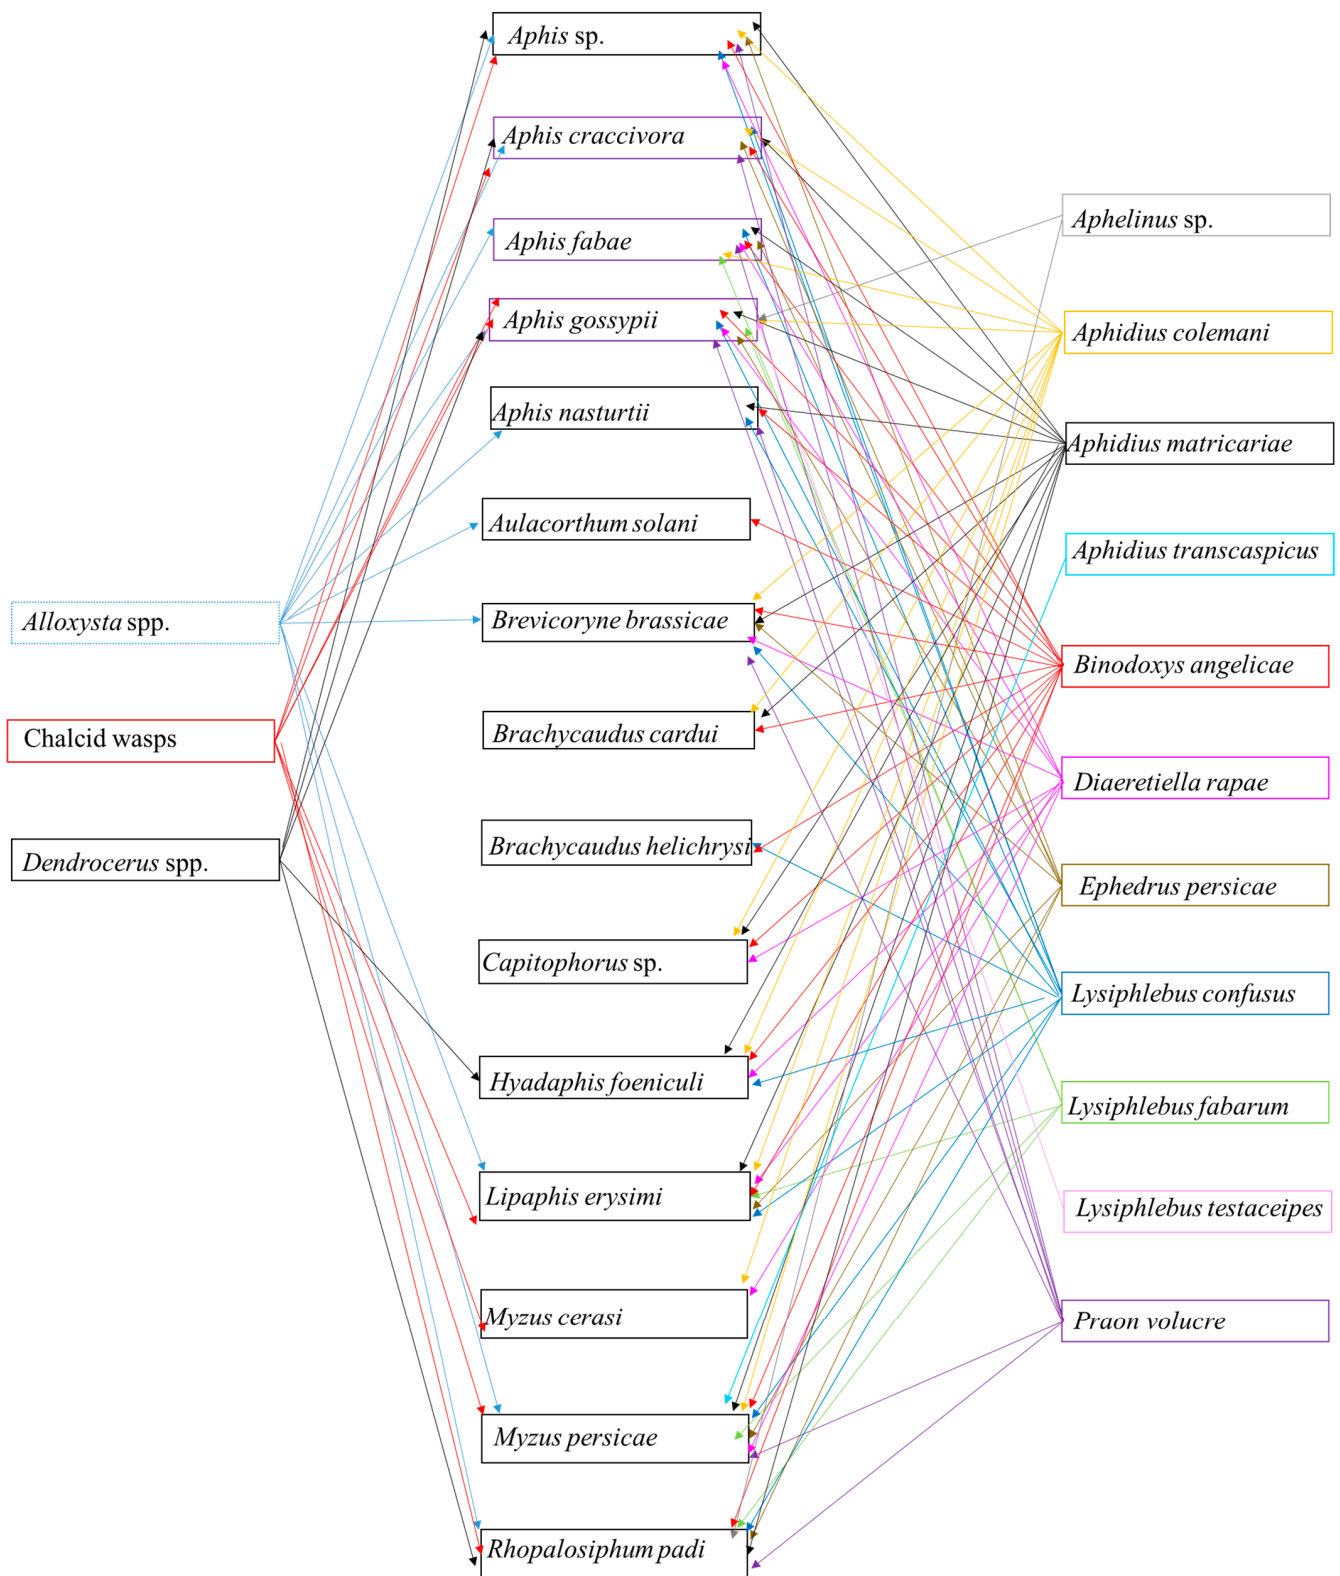 Alloxysta spp.
Chalcid wasps
Dendrocerus spp.
Aphis sp.
Aphis craccivora
Aphis fabae
Aphis gossypii
Aphis nasturtii
Aulacorthum solani
Brevicoryne brassicae
Brachycaudus cardui
Brachycaudus helichrysi
Capitophorus sp.
Hyadaphis foeniculi
Lipaphis erysimi
Myzus cerasi
Myzus persicae
Rhopalosiphum padi
Aphelinus sp.
Aphidius colemani
Aphidius matricariae
Aphidius transcaspicus
Binodoxys angelicae
Diaeretiella rapae
Ephedrus persicae
Lysiphlebus confusus
Lysiphlebus fabarum
Lysiphlebus testaceipes
Praon volucre